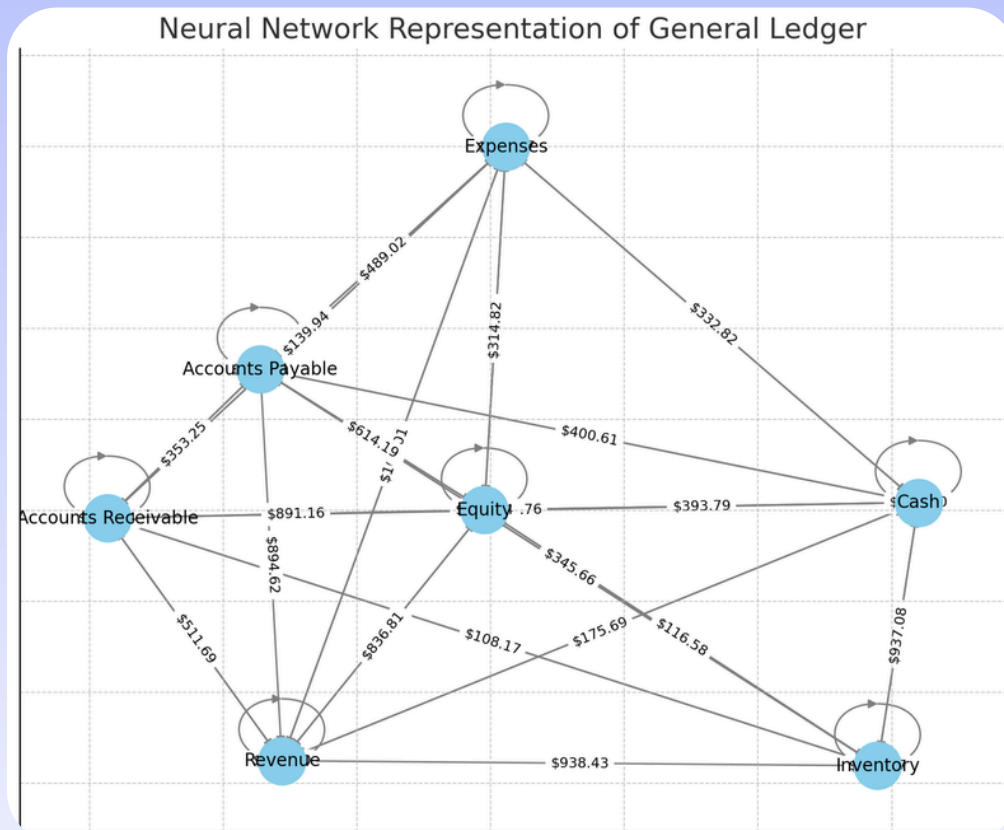 Neural Network Representation of General Ledger
Expenses
$489.02
$139.94
$314.82
$332.82
Accounts Payable
$353.25
$614.19
$400.61
Accounts Receivable
$891.16
Equity
.76
$393.79
Cash
$894.62
$345.66
$511.69
$836.81
$108.17
$175.69
$116.58
$937.08
Revenue
$938.43
Inventory